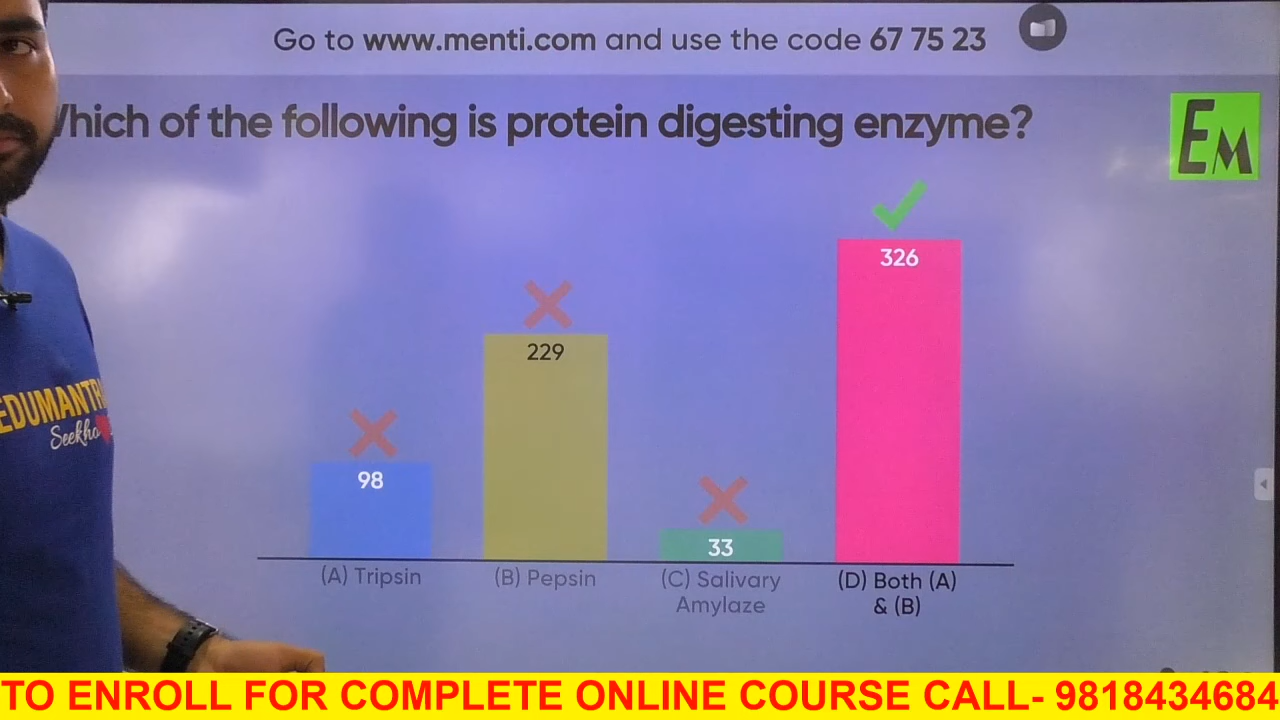 Go to www.menti.com and use the code 67 75 23
hich of the following is protein digesting enzyme?
EM
326
229
98
33
(A) Tripsin
(B) Pepsin
(C) Salivary
Amylaze
(D) Both (A)
& (B)
EDUMANTR
Seekho
TO ENROLL FOR COMPLETE ONLINE COURSE CALL- 9818434684